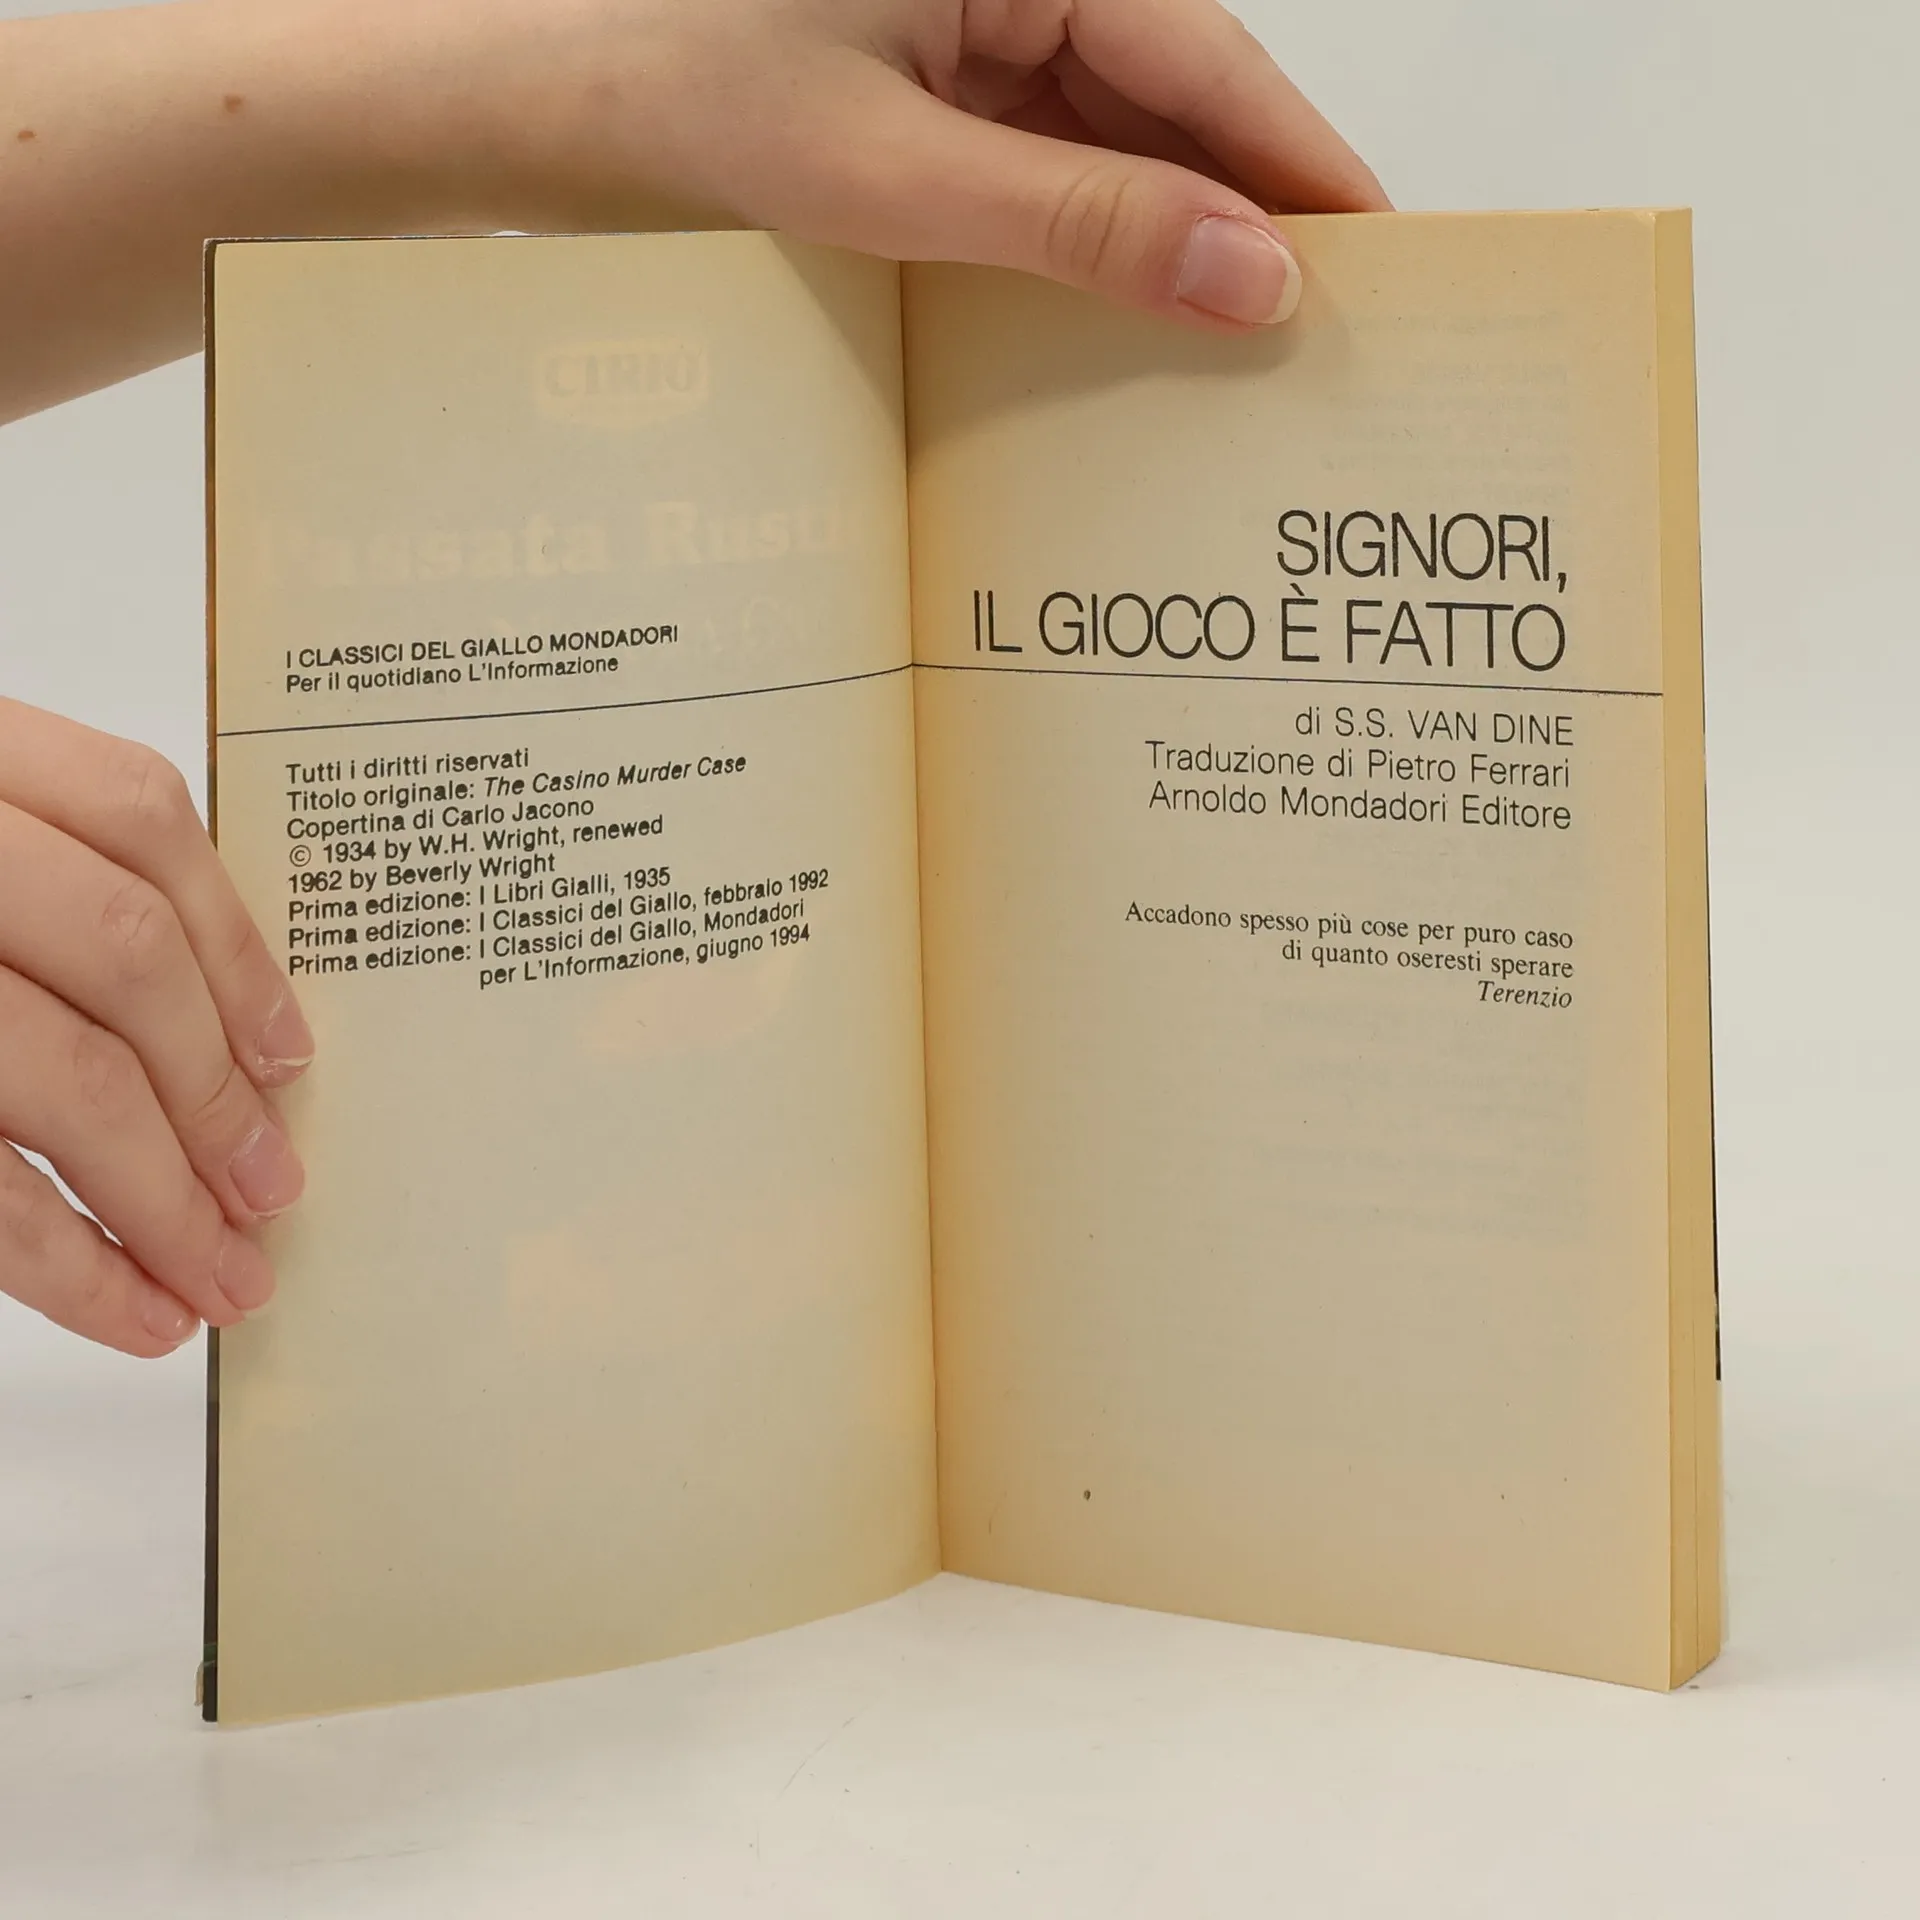 I CLASSICI DEL GIALLO MONDADORI
Per il quotidiano L'Informazione
Tutti i diritti riservati
Titolo originale: The Casino Murder Case
Copertina di Carlo Jacono
© 1934 by W.H. Wright, renewed
1962 by Beverly Wright
Prima edizione: I Libri Gialli, 1935
Prima edizione: I Classici del Giallo, febbraio 1992
Prima edizione: I Classici del Giallo, Mondadori
per L'Informazione, giugno 1994
SIGNORI,
IL GIOCO È FATTO
di S.S. VAN DINE
Traduzione di Pietro Ferrari
Arnoldo Mondadori Editore
Accadono spesso più cose per puro caso
di quanto oseresti sperare
Terenzio